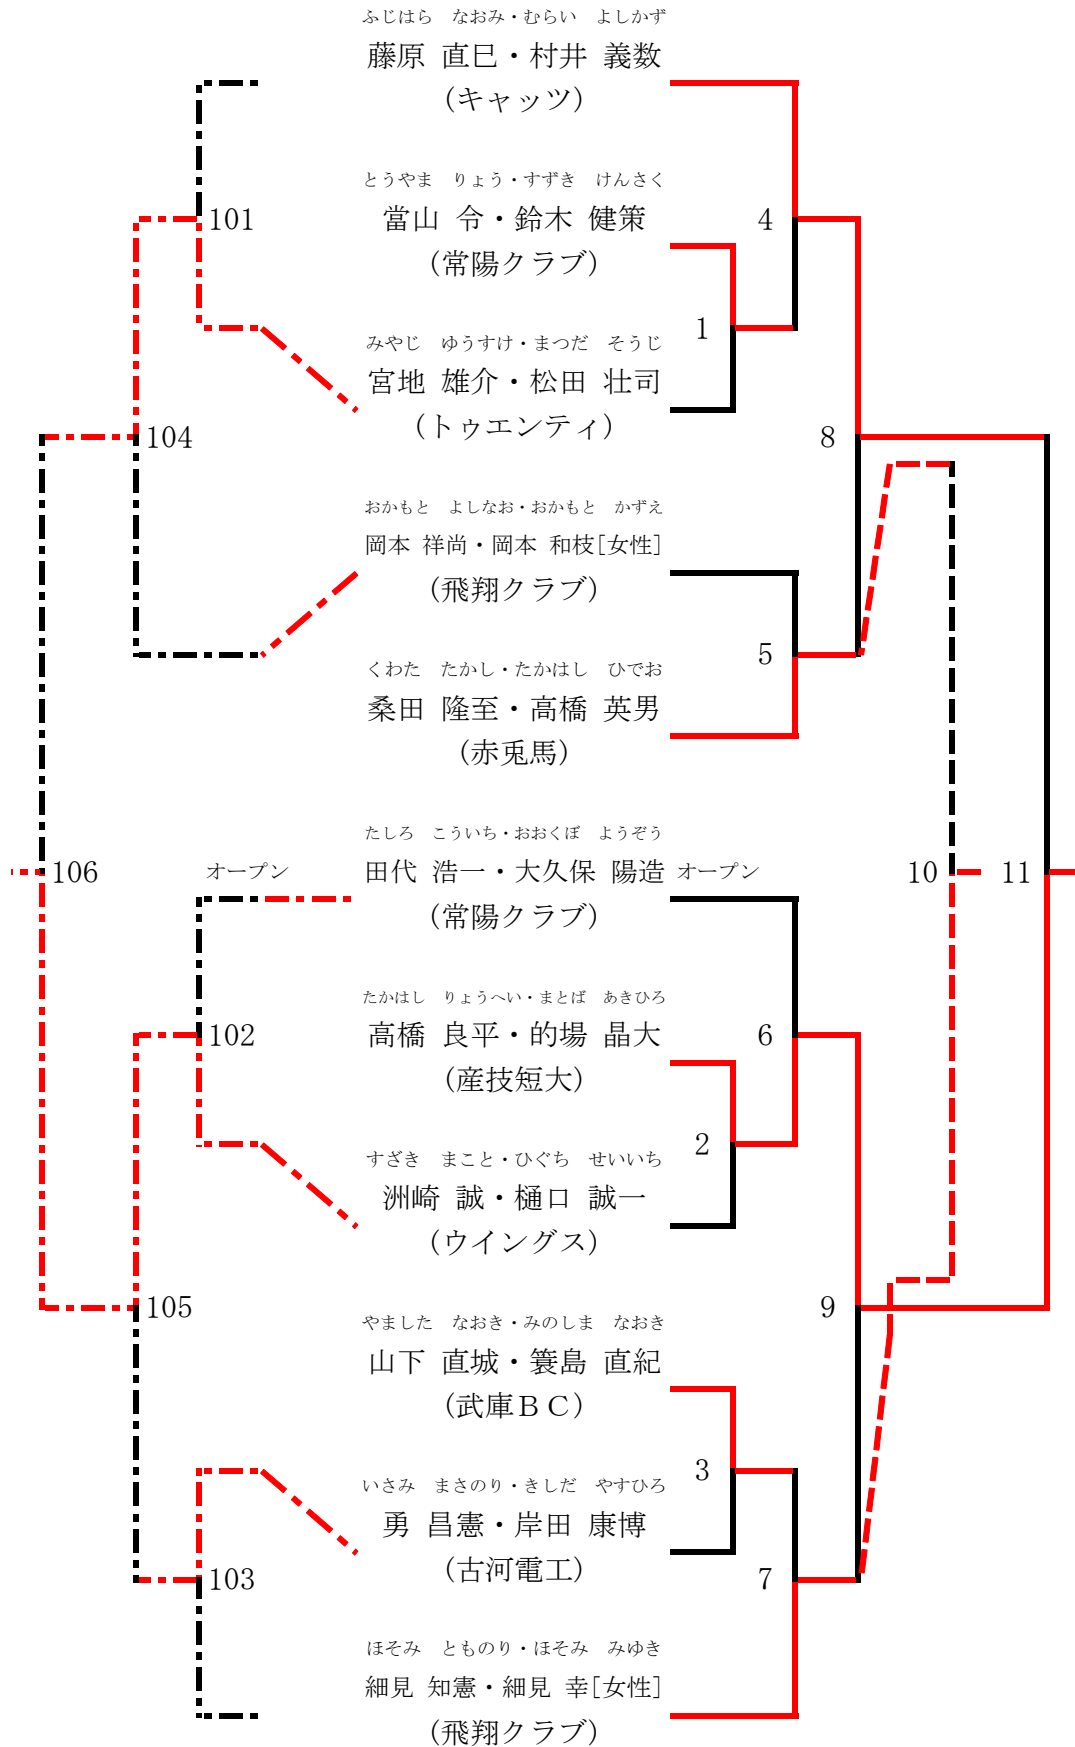 ふじはら　なおみ・むらい　よしかず
藤原 直巳・村井 義数
(キャッツ)
とうやま　りょう・すずき　けんさく
101
當山 令・鈴木 健策
4
(常陽クラブ)
1
みやじ　ゆうすけ・まつだ　そうじ
宮地 雄介・松田 壮司
(トゥエンティ)
104
8
おかもと　よしなお・おかもと　かずえ
岡本 祥尚・岡本 和枝[女性]
(飛翔クラブ)
5
くわた　たかし・たかはし　ひでお
桑田 隆至・高橋 英男
(赤兎馬)
たしろ　こういち・おおくぼ　ようぞう
106
オープン
田代 浩一・大久保 陽造
オープン
10
11
(常陽クラブ)
たかはし　りょうへい・まとば　あきひろ
102
高橋 良平・的場 晶大
6
(産技短大)
2
すざき　まこと・ひぐち　せいいち
洲崎 誠・樋口 誠一
(ウイングス)
105
9
やました　なおき・みのしま　なおき
山下 直城・簑島 直紀
(武庫ＢＣ)
3
いさみ　まさのり・きしだ　やすひろ
勇 昌憲・岸田 康博
(古河電工)
103
7
ほそみ　とものり・ほそみ　みゆき
細見 知憲・細見 幸[女性]
(飛翔クラブ)